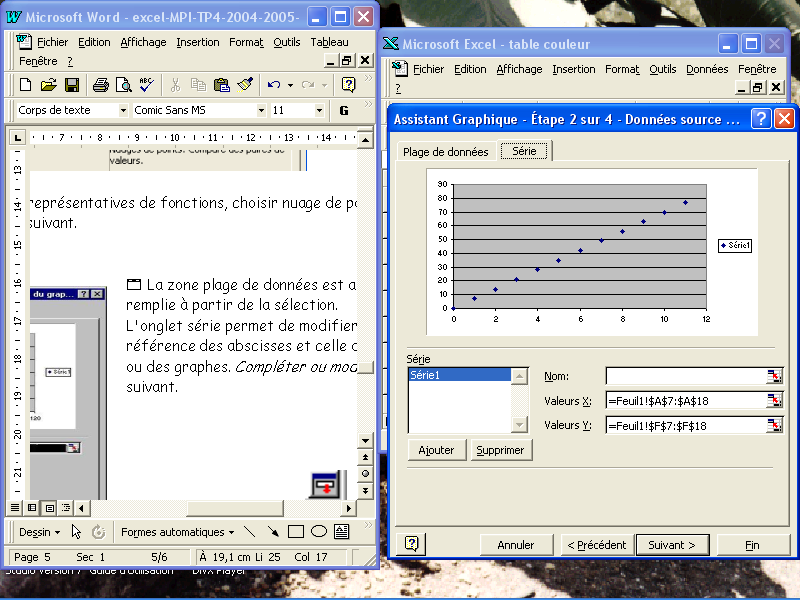 Microsoft Word - excel-MPI-TP4-2004-2005-
Fichier Edition Affichage Insertion Format Outils Tableau
Fenêtre ?
Corps de texte Comic Sans MS 11 G
7 8 9 10 11 12 13 14
Nuages de points. Compare des paires de
valeurs.
représentatives de fonctions, choisir nuage de po
suivant.
La zone plage de données est a
remplie à partir de la sélection.
L'onglet série permet de modifier
référence des abscisses et celle d
ou des graphes. Compléter ou mod
suivant.
du grap...
Série1
13
14
15
16
17
18
19
20
21
Dessin Formes automatiques
Page 5 Sec 1 5/6 À 19,1 cm Li 25 Col 17
Studio Version 7 Guide d'utilisation DivX Player
Microsoft Excel - table couleur
Fichier Edition Affichage Insertion Format Outils Données Fenêtre
?
Assistant Graphique - Étape 2 sur 4 - Données source ...
Plage de données Série
90
80
70
60
50
40
30
20
10
0
0 2 4 6 8 10 12
Série1
Série
Série1
Nom:
Valeurs X: =Feuil1!$A$7:$A$18
Valeurs Y: =Feuil1!$F$7:$F$18
Ajouter Supprimer
Annuler < Précédent Suivant > Fin